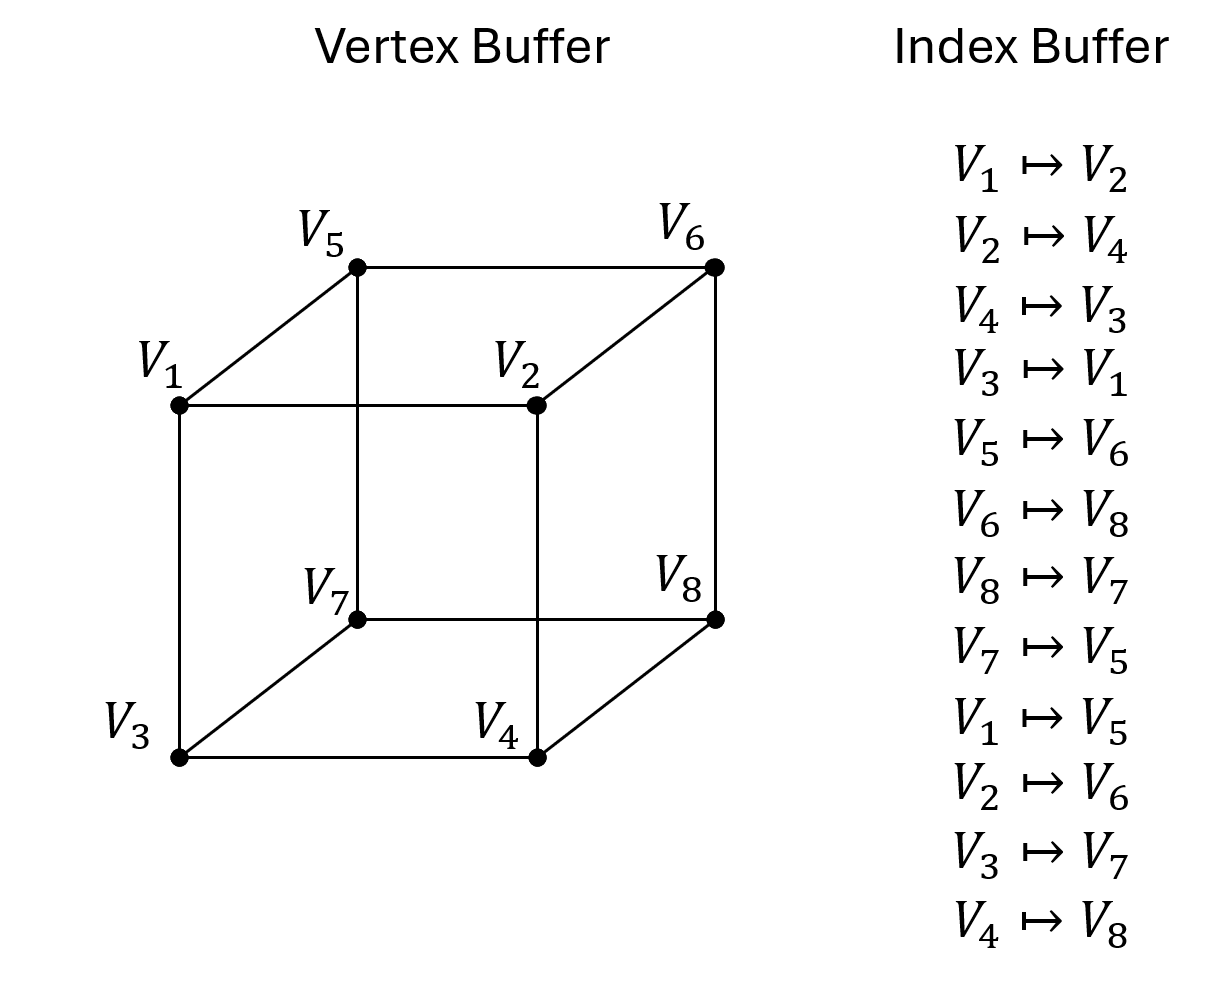 Vertex Buffer
Index Buffer
V₅
V₆
V₁
V₂
V₇
V₈
V₃
V₄
V₁ ↦ V₂
V₂ ↦ V₄
V₄ ↦ V₃
V₃ ↦ V₁
V₅ ↦ V₆
V₆ ↦ V₈
V₈ ↦ V₇
V₇ ↦ V₅
V₁ ↦ V₅
V₂ ↦ V₆
V₃ ↦ V₇
V₄ ↦ V₈